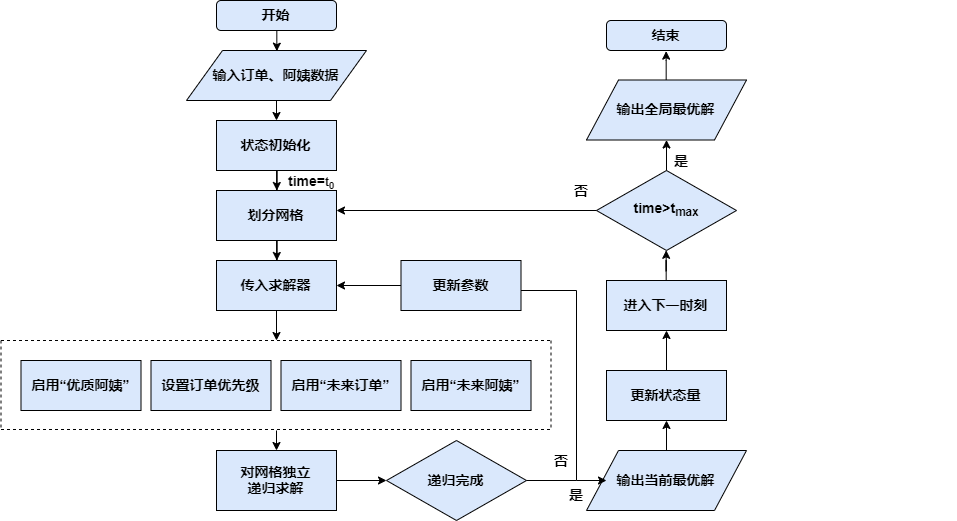 开始
输入订单、阿姨数据
状态初始化
time=t₀
划分网格
传入求解器
更新参数
启用“优质阿姨”
设置订单优先级
启用“未来订单”
启用“未来阿姨”
对网格独立
递归求解
递归完成
否
是
输出当前最优解
更新状态量
进入下一时刻
time>tmax
否
是
输出全局最优解
结束